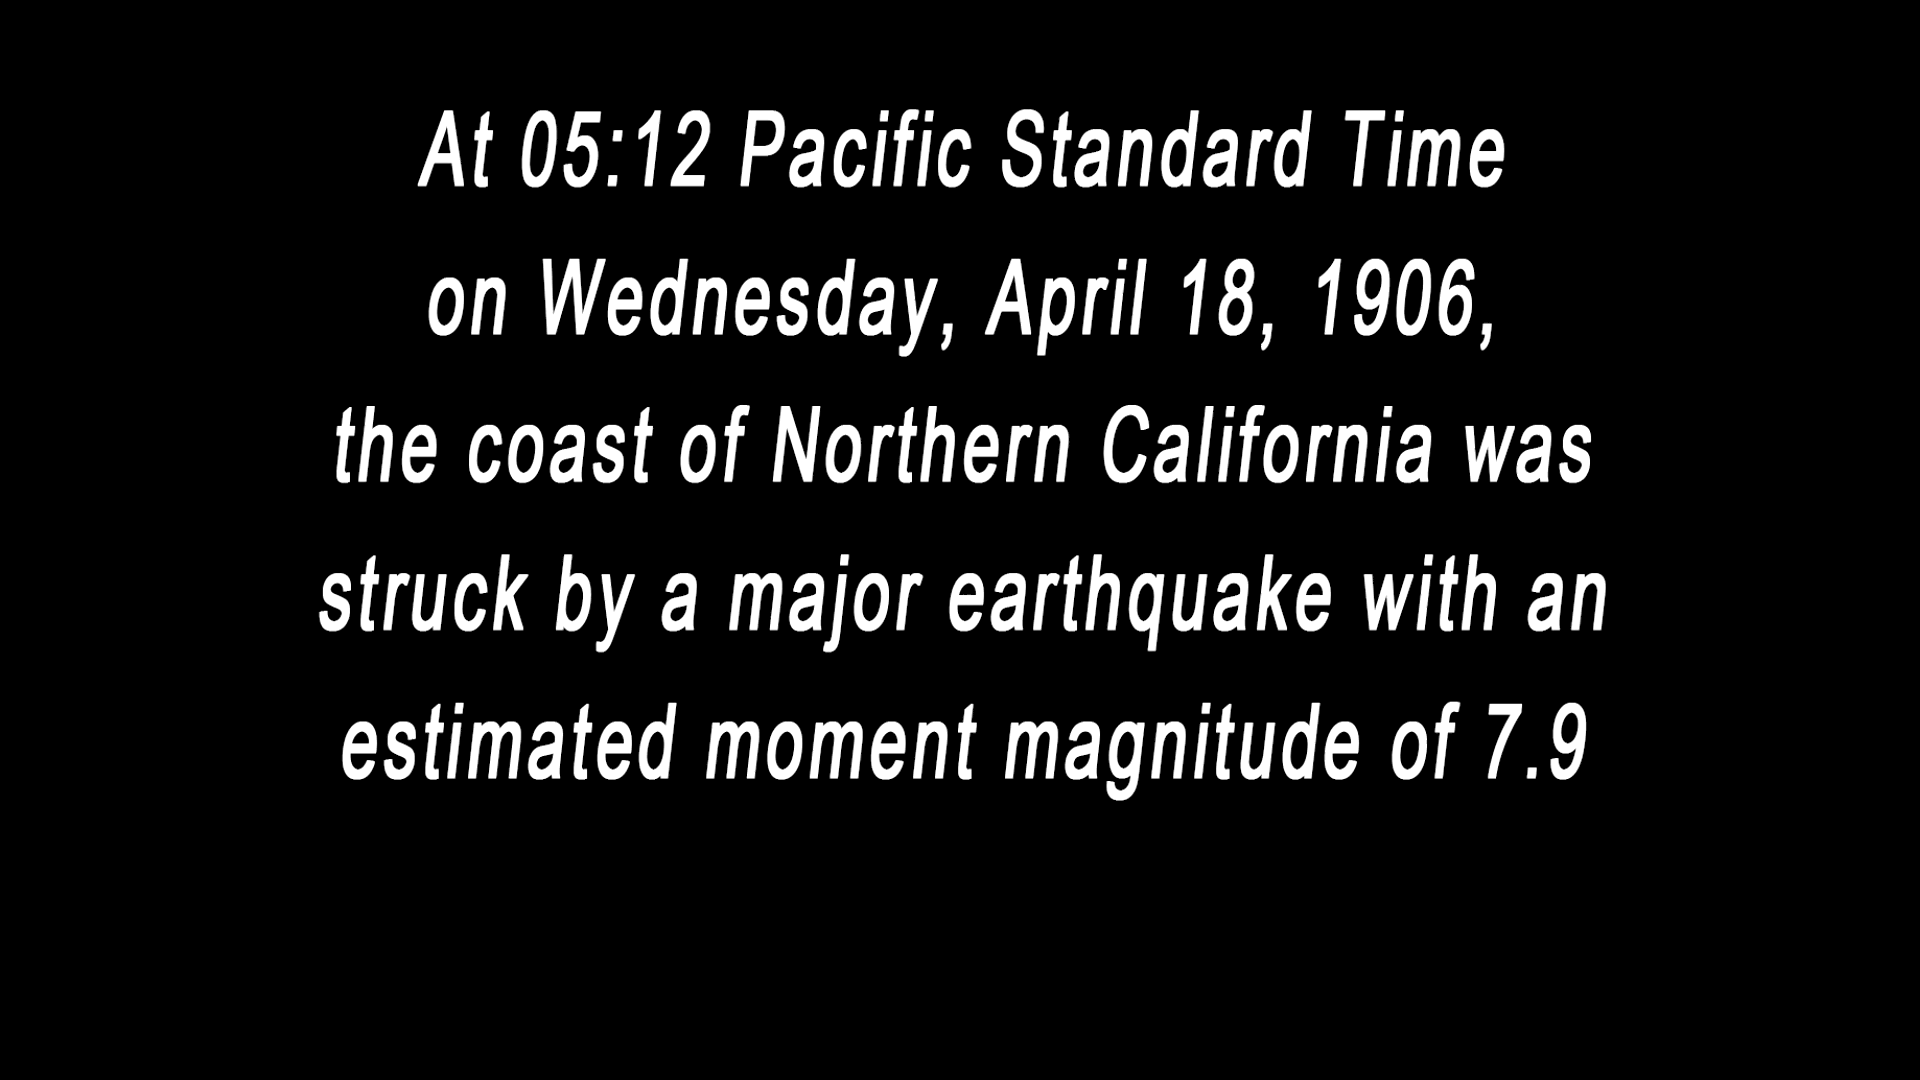 At 05:12 Pacific Standard Time
on Wednesday, April 18, 1906,
the coast of Northern California was
struck by a major earthquake with an
estimated moment magnitude of 7.9